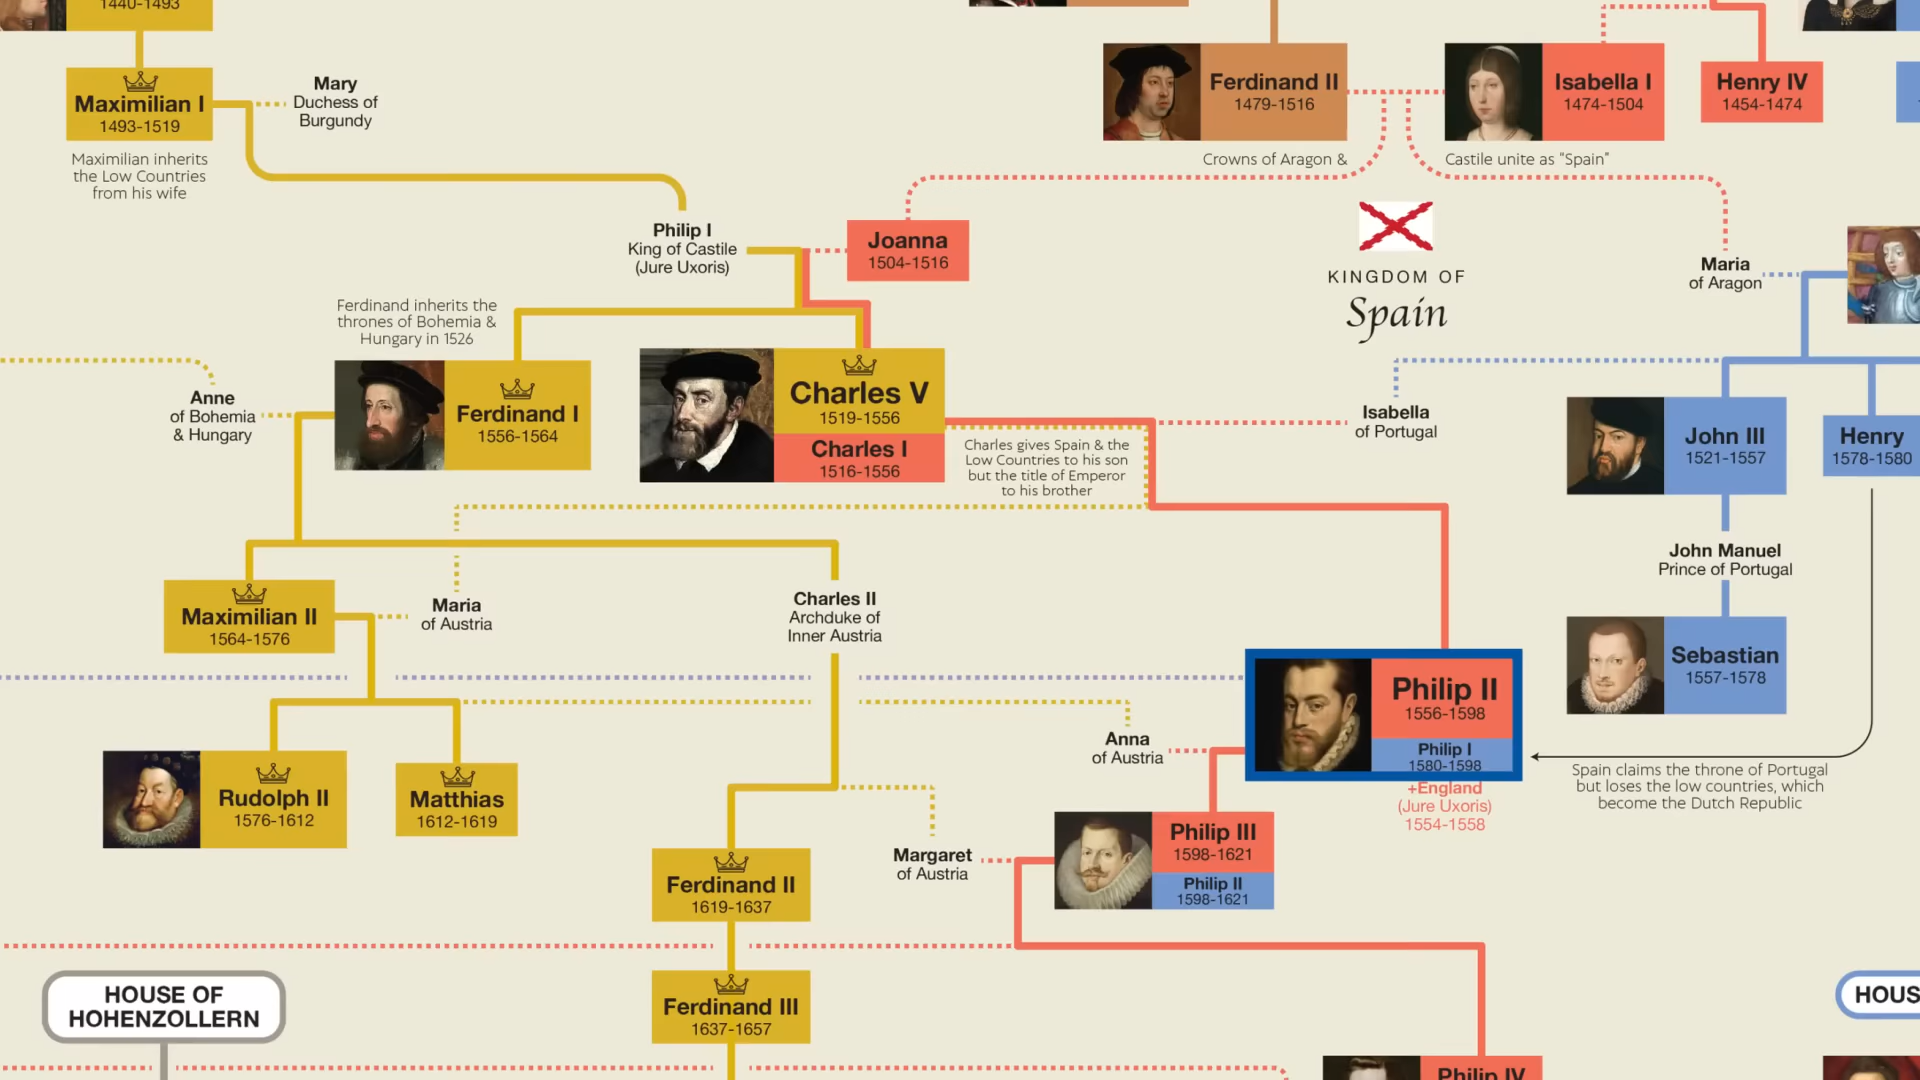 1440-1493
Maximilian I
1493-1519
Maximilian inherits
the Low Countries
from his wife
Mary
Duchess of
Burgundy
Ferdinand II
1479-1516
Isabella I
1474-1504
Henry IV
1454-1474
Crowns of Aragon &
Castile unite as "Spain"
Philip I
King of Castile
(Jure Uxoris)
Joanna
1504-1516
KINGDOM OF
Spain
Maria
of Aragon
Ferdinand inherits the
thrones of Bohemia &
Hungary in 1526
Anne
of Bohemia
& Hungary
Ferdinand I
1556-1564
Charles V
1519-1556
Charles I
1516-1556
Charles gives Spain & the
Low Countries to his son
but the title of Emperor
to his brother
Isabella
of Portugal
John III
1521-1557
Henry
1578-1580
John Manuel
Prince of Portugal
Maximilian II
1564-1576
Maria
of Austria
Charles II
Archduke of
Inner Austria
Sebastian
1557-1578
Philip II
1556-1598
Philip I
1580-1598
+England
(Jure Uxoris)
1554-1558
Spain claims the throne of Portugal
but loses the low countries, which
become the Dutch Republic
Anna
of Austria
Rudolph II
1576-1612
Matthias
1612-1619
Philip III
1598-1621
Philip II
1598-1621
Margaret
of Austria
Ferdinand II
1619-1637
Ferdinand III
1637-1657
HOUSE OF
HOHENZOLLERN
HOUS
Philip IV